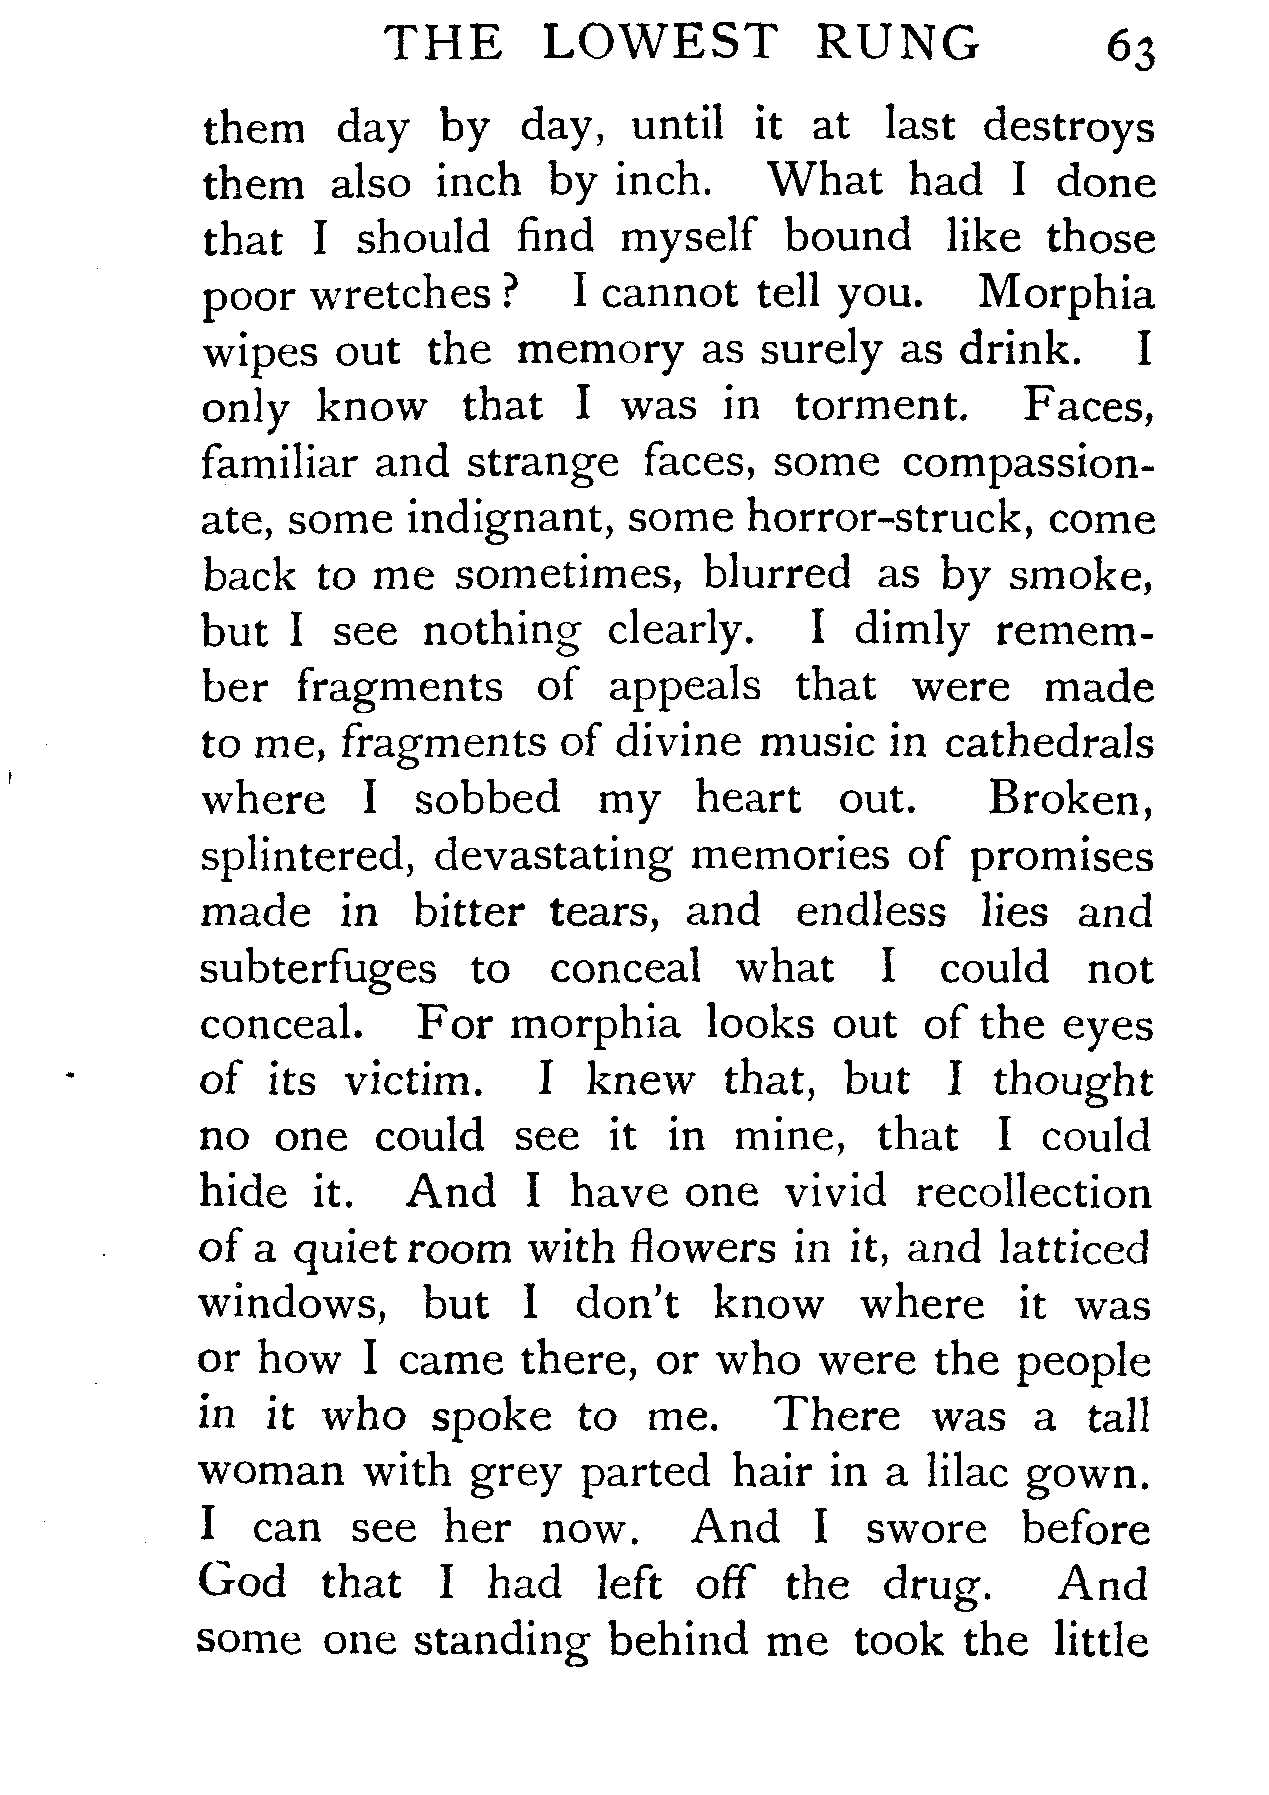 THE LOWEST RUNG 63
them day by day, until it at last destroys
them also inch by inch. What had I done
that I should find myself bound like those
poor wretches? I cannot tell you. Morphia
wipes out the memory as surely as drink. I
only know that I was in torment. Faces,
familiar and strange faces, some compassion-
ate, some indignant, some horror-struck, come
back to me sometimes, blurred as by smoke,
but I see nothing clearly. I dimly remem-
ber fragments of appeals that were made
to me, fragments of divine music in cathedrals
where I sobbed my heart out. Broken,
splintered, devastating memories of promises
made in bitter tears, and endless lies and
subterfuges to conceal what I could not
conceal. For morphia looks out of the eyes
of its victim. I knew that, but I thought
no one could see it in mine, that I could
hide it. And I have one vivid recollection
of a quiet room with flowers in it, and latticed
windows, but I don't know where it was
or how I came there, or who were the people
in it who spoke to me. There was a tall
woman with grey parted hair in a lilac gown.
I can see her now. And I swore before
God that I had left off the drug. And
some one standing behind me took the little